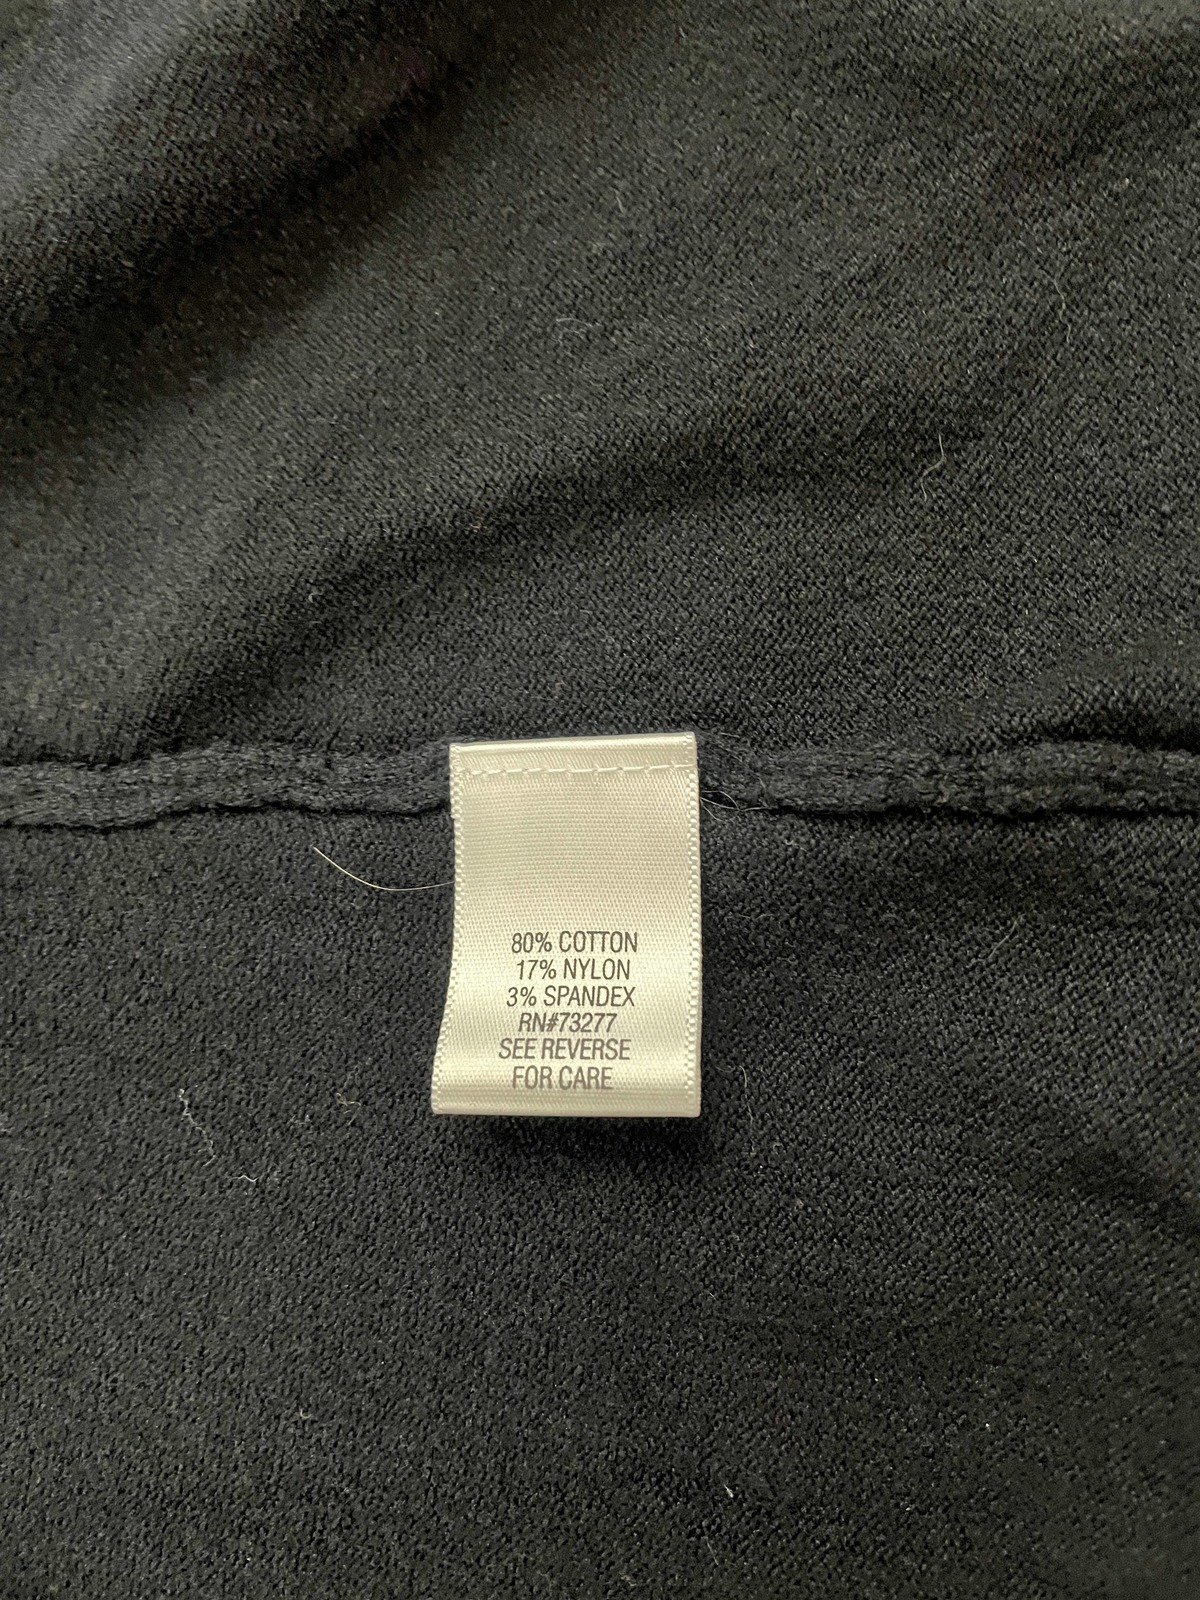 80% COTTON
17% NYLON
3% SPANDEX
RN#73277
SEE REVERSE
FOR CARE